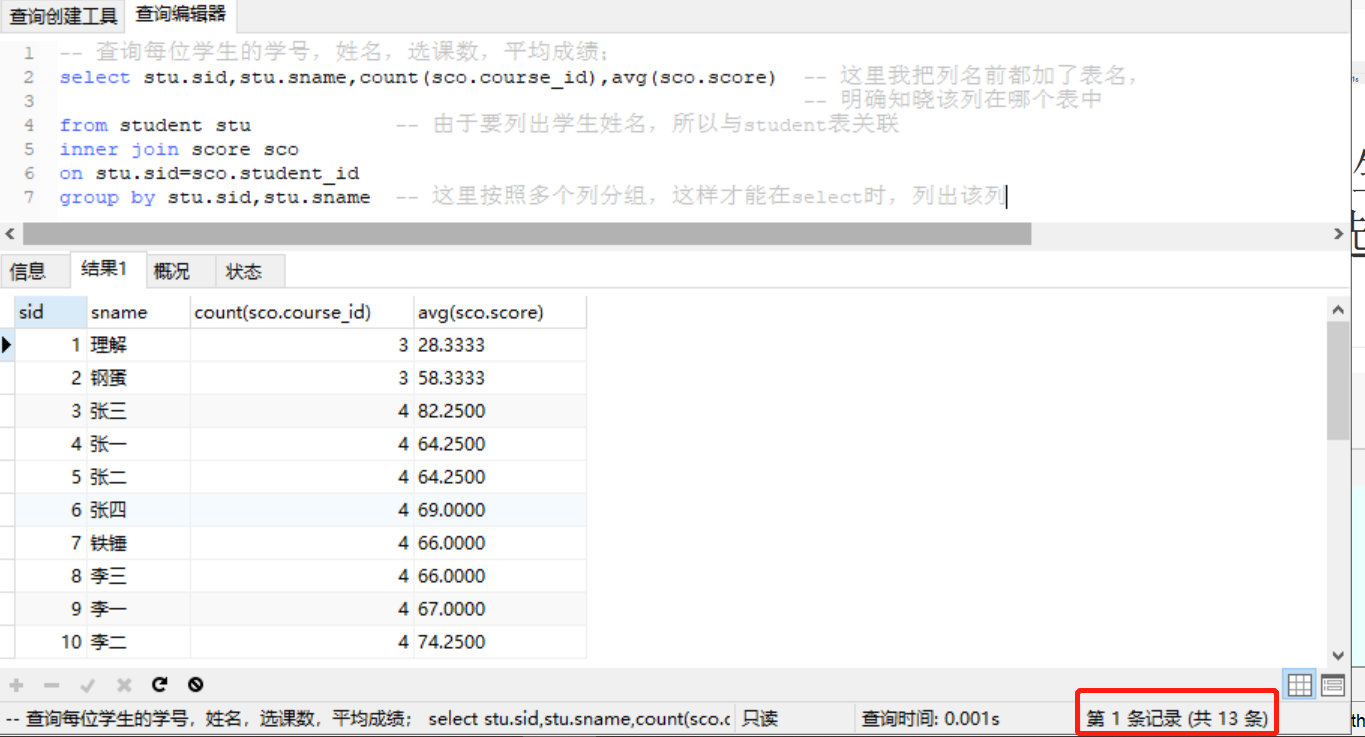 查询创建工具 查询编辑器
1 -- 查询每位学生的学号，姓名，选课数，平均成绩；
2 select stu.sid,stu.sname,count(sco.course_id),avg(sco.score) -- 这里我把列名前都加了表名，
3 -- 明确知晓该列在哪个表中
4 from student stu -- 由于要列出学生姓名，所以与student表关联
5 inner join score sco
6 on stu.sid=sco.student_id
7 group by stu.sid,stu.sname -- 这里按照多个列分组，这样才能在select时，列出该列
信息 结果1 概况 状态
sid sname count(sco.course_id) avg(sco.score)
1 理解 3 28.3333
2 钢蛋 3 58.3333
3 张三 4 82.2500
4 张一 4 64.2500
5 张二 4 64.2500
6 张四 4 69.0000
7 铁锤 4 66.0000
8 李三 4 66.0000
9 李一 4 67.0000
10 李二 4 74.2500
-- 查询每位学生的学号，姓名，选课数，平均成绩； select stu.sid,stu.sname,count(sco.c 只读 查询时间: 0.001s 第 1 条记录 (共 13 条) th